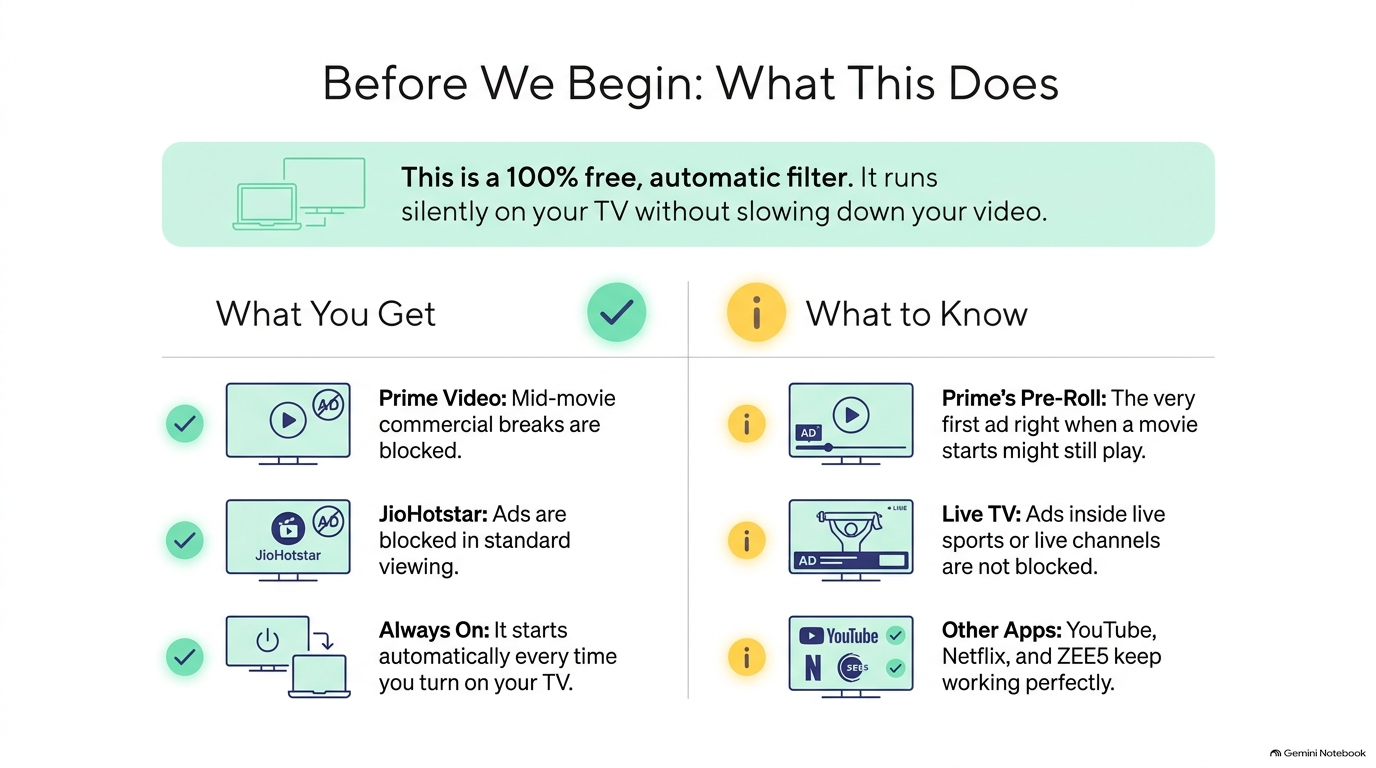 Before We Begin: What This Does
This is a 100% free, automatic filter. It runs
silently on your TV without slowing down your video.
What You Get
What to Know
AD
Prime Video: Mid-movie
commercial breaks are
blocked.
AD
JioHotstar
JioHotstar: Ads are
blocked in standard
viewing.
Always On: It starts
automatically every time
you turn on your TV.
AD
Prime's Pre-Roll: The very
first ad right when a movie
starts might still play.
LIVE
AD
Live TV: Ads inside live
sports or live channels
are not blocked.
YouTube
N
Other Apps: YouTube,
Netflix, and ZEE5 keep
working perfectly.
Gemini Notebook